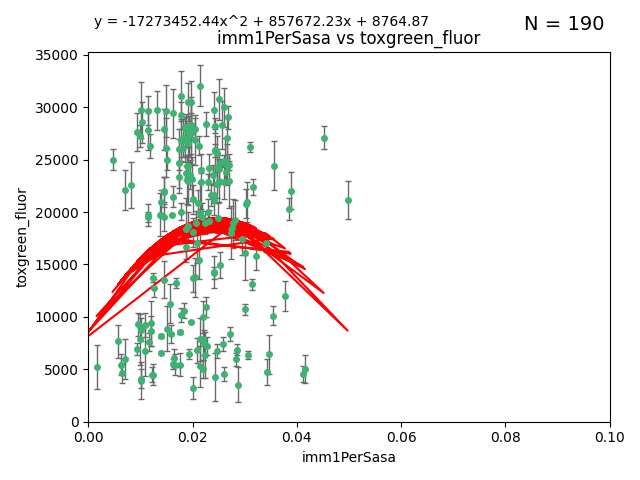 y = -17273452.44x^2 + 857672.23x + 8764.87
N = 190
imm1PerSasa vs toxgreen_fluor
35000
30000
25000
20000
15000
10000
5000
0
toxgreen_fluor
0.00 0.02 0.04 0.06 0.08 0.10
imm1PerSasa